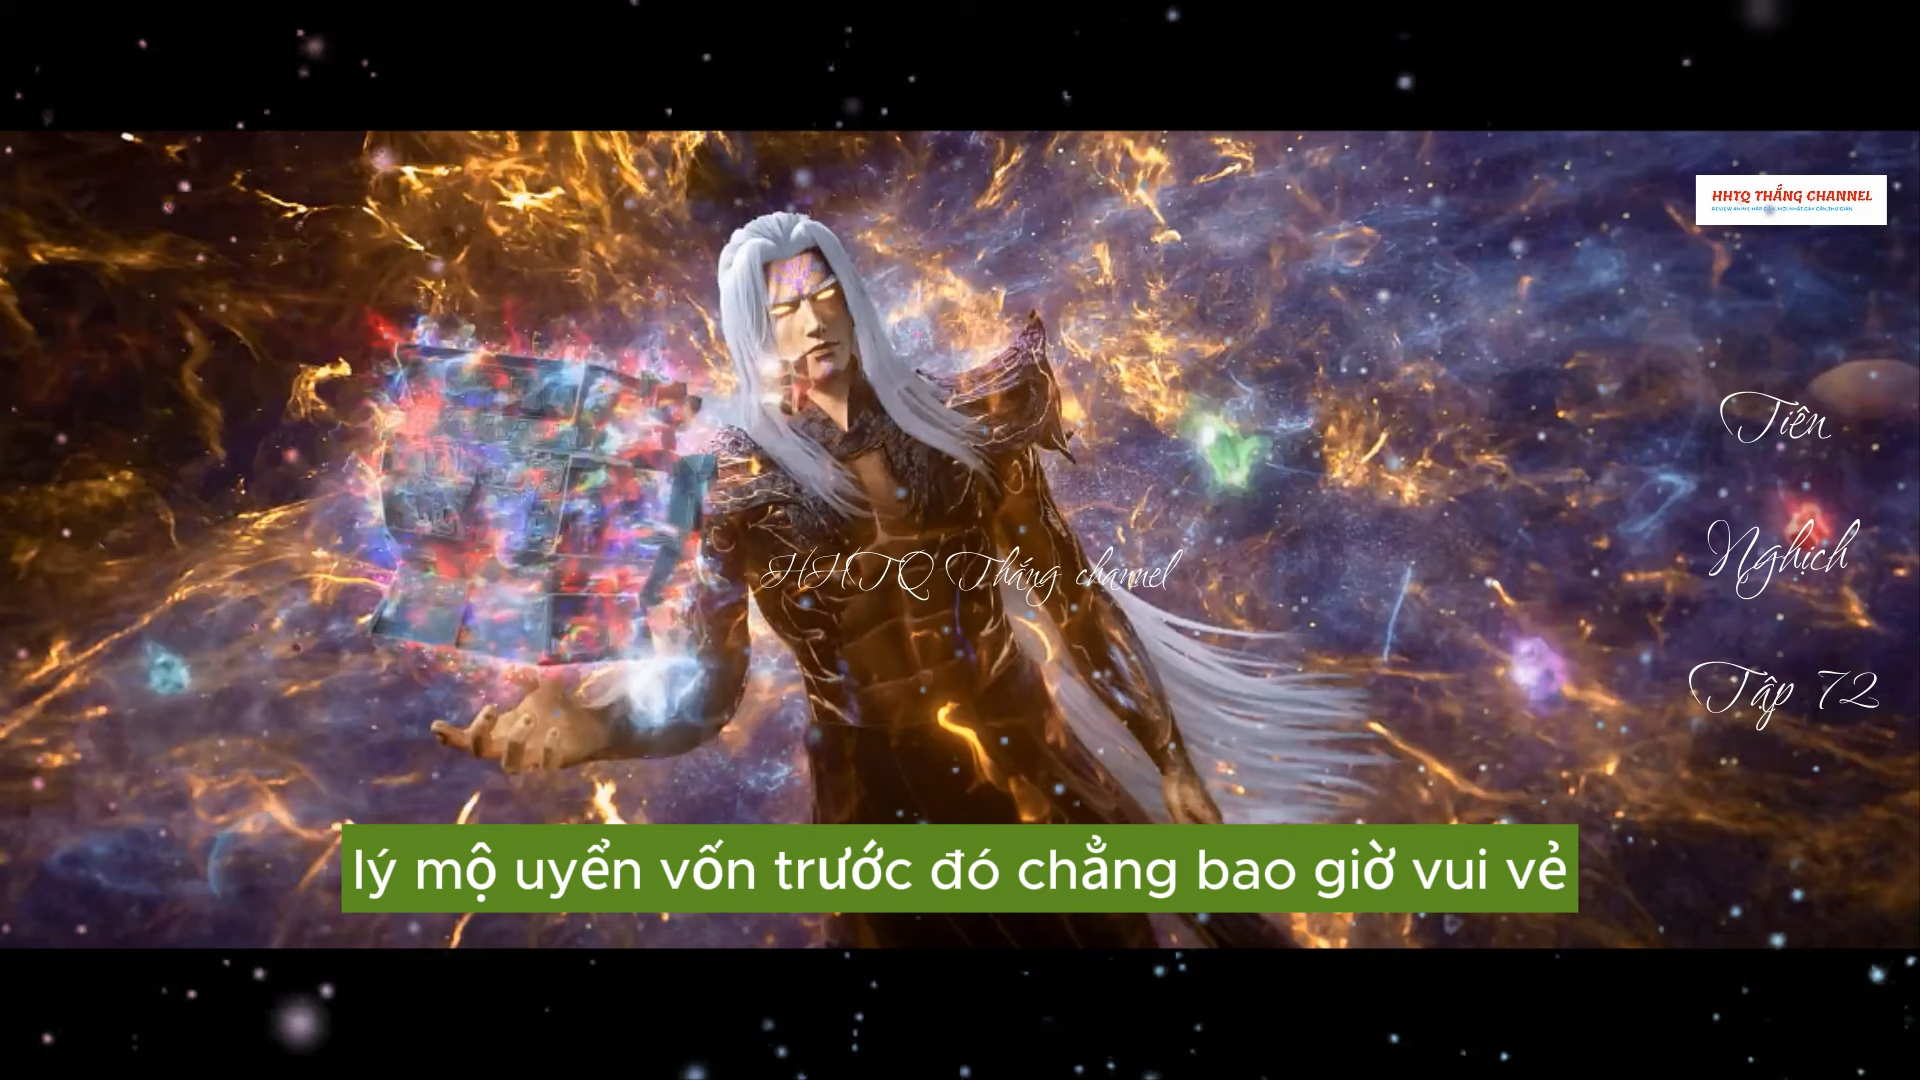 HHTQ THẮNG CHANNEL
Tiên
Nghịch
HHTQ Thắng channel
Tập 72
lý mộ uyển vốn trước đó chẳng bao giờ vui vẻ